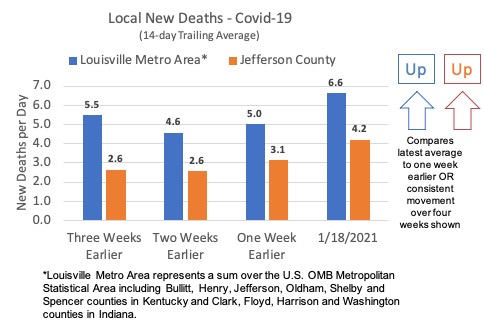 Local New Deaths - Covid-19
(14-day Trailing Average)
Louisville Metro Area*
Jefferson County
Up
Up
7.0
6.0
5.0
4.0
3.0
2.0
1.0
0.0
New Deaths per Day
5.5
2.6
4.6
2.6
5.0
3.1
6.6
4.2
Three Weeks
Earlier
Two Weeks
Earlier
One Week
Earlier
1/18/2021
Compares
latest average
to one week
earlier OR
consistent
movement
over four
weeks shown
*Louisville Metro Area represents a sum over the U.S. OMB Metropolitan
Statistical Area including Bullitt, Henry, Jefferson, Oldham, Shelby and
Spencer counties in Kentucky and Clark, Floyd, Harrison and Washington
counties in Indiana.